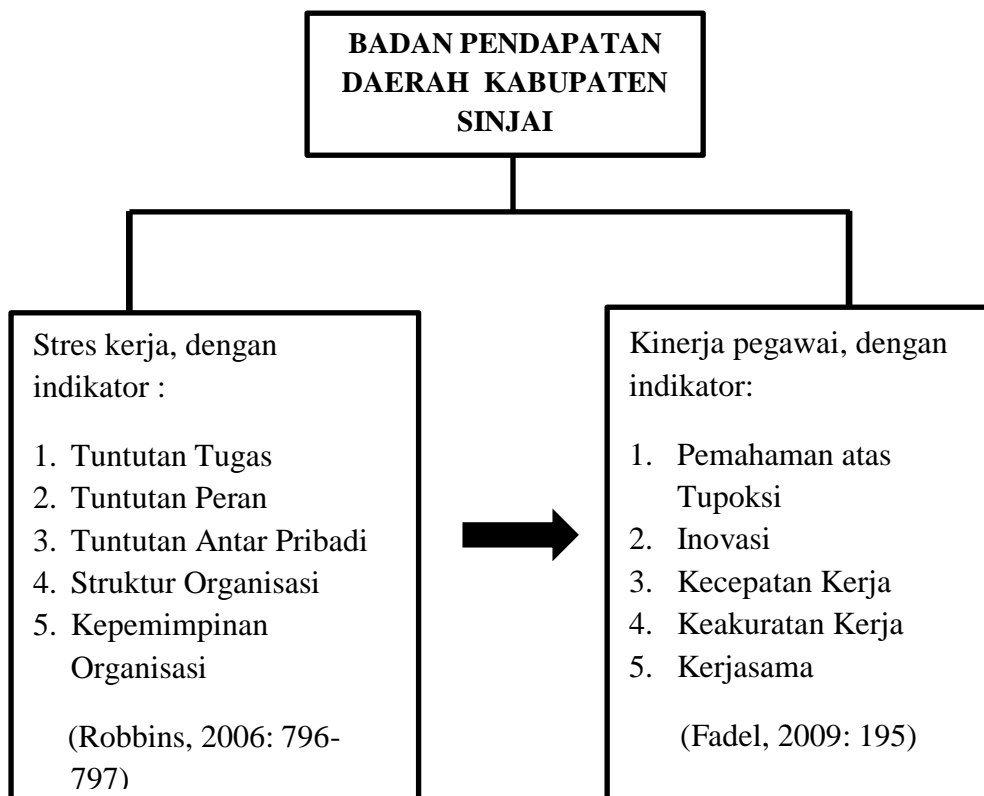 BADAN PENDAPATAN
DAERAH KABUPATEN
SINJAI
Stres kerja, dengan
indikator :
1. Tuntutan Tugas
2. Tuntutan Peran
3. Tuntutan Antar Pribadi
4. Struktur Organisasi
5. Kepemimpinan
Organisasi
(Robbins, 2006: 796-
797)
Kinerja pegawai, dengan
indikator:
1. Pemahaman atas
Tupoksi
2. Inovasi
3. Kecepatan Kerja
4. Keakuratan Kerja
5. Kerjasama
(Fadel, 2009: 195)